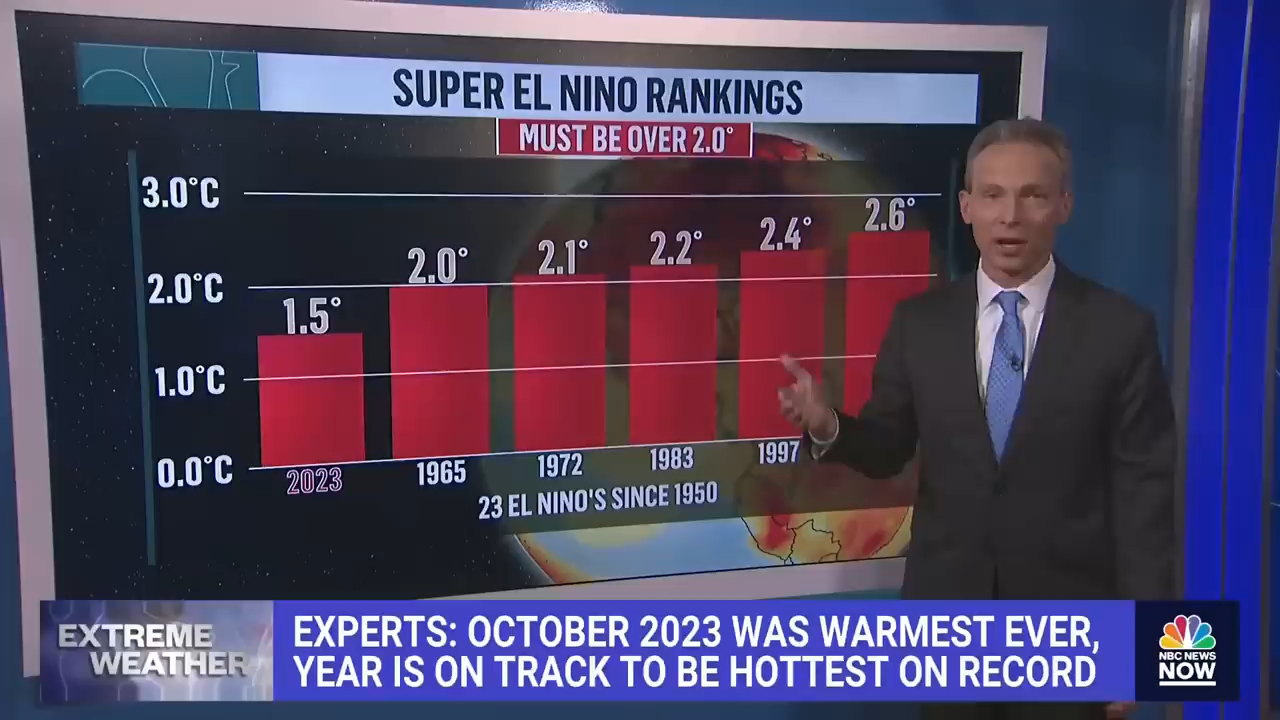 SUPER EL NINO RANKINGS
MUST BE OVER 2.0°
3.0°C
2.0°C
1.0°C
0.0°C
1.5°
2.0°
2.1°
2.2°
2.4°
2.6°
2023
1965
1972
1983
1997
23 EL NINO'S SINCE 1950
EXTREME
WEATHER
EXPERTS: OCTOBER 2023 WAS WARMEST EVER,
YEAR IS ON TRACK TO BE HOTTEST ON RECORD
NBC NEWS
NOW